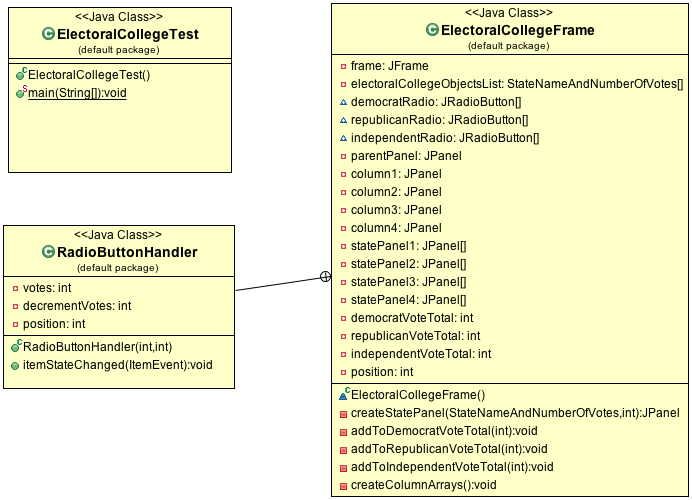 <<Java Class>>
ElectoralCollegeTest
(default package)
ElectoralCollegeTest()
main(String[]):void
<<Java Class>>
RadioButtonHandler
(default package)
votes: int
decrementVotes: int
position: int
RadioButtonHandler(int,int)
itemStateChanged(ItemEvent):void
<<Java Class>>
ElectoralCollegeFrame
(default package)
frame: JFrame
electoralCollegeObjectsList: StateNameAndNumberOfVotes[]
democratRadio: JRadioButton[]
republicanRadio: JRadioButton[]
independentRadio: JRadioButton[]
parentPanel: JPanel
column1: JPanel
column2: JPanel
column3: JPanel
column4: JPanel
statePanel1: JPanel[]
statePanel2: JPanel[]
statePanel3: JPanel[]
statePanel4: JPanel[]
democratVoteTotal: int
republicanVoteTotal: int
independentVoteTotal: int
position: int
ElectoralCollegeFrame()
createStatePanel(StateNameAndNumberOfVotes,int):JPanel
addToDemocratVoteTotal(int):void
addToRepublicanVoteTotal(int):void
addToIndependentVoteTotal(int):void
createColumnArrays():void